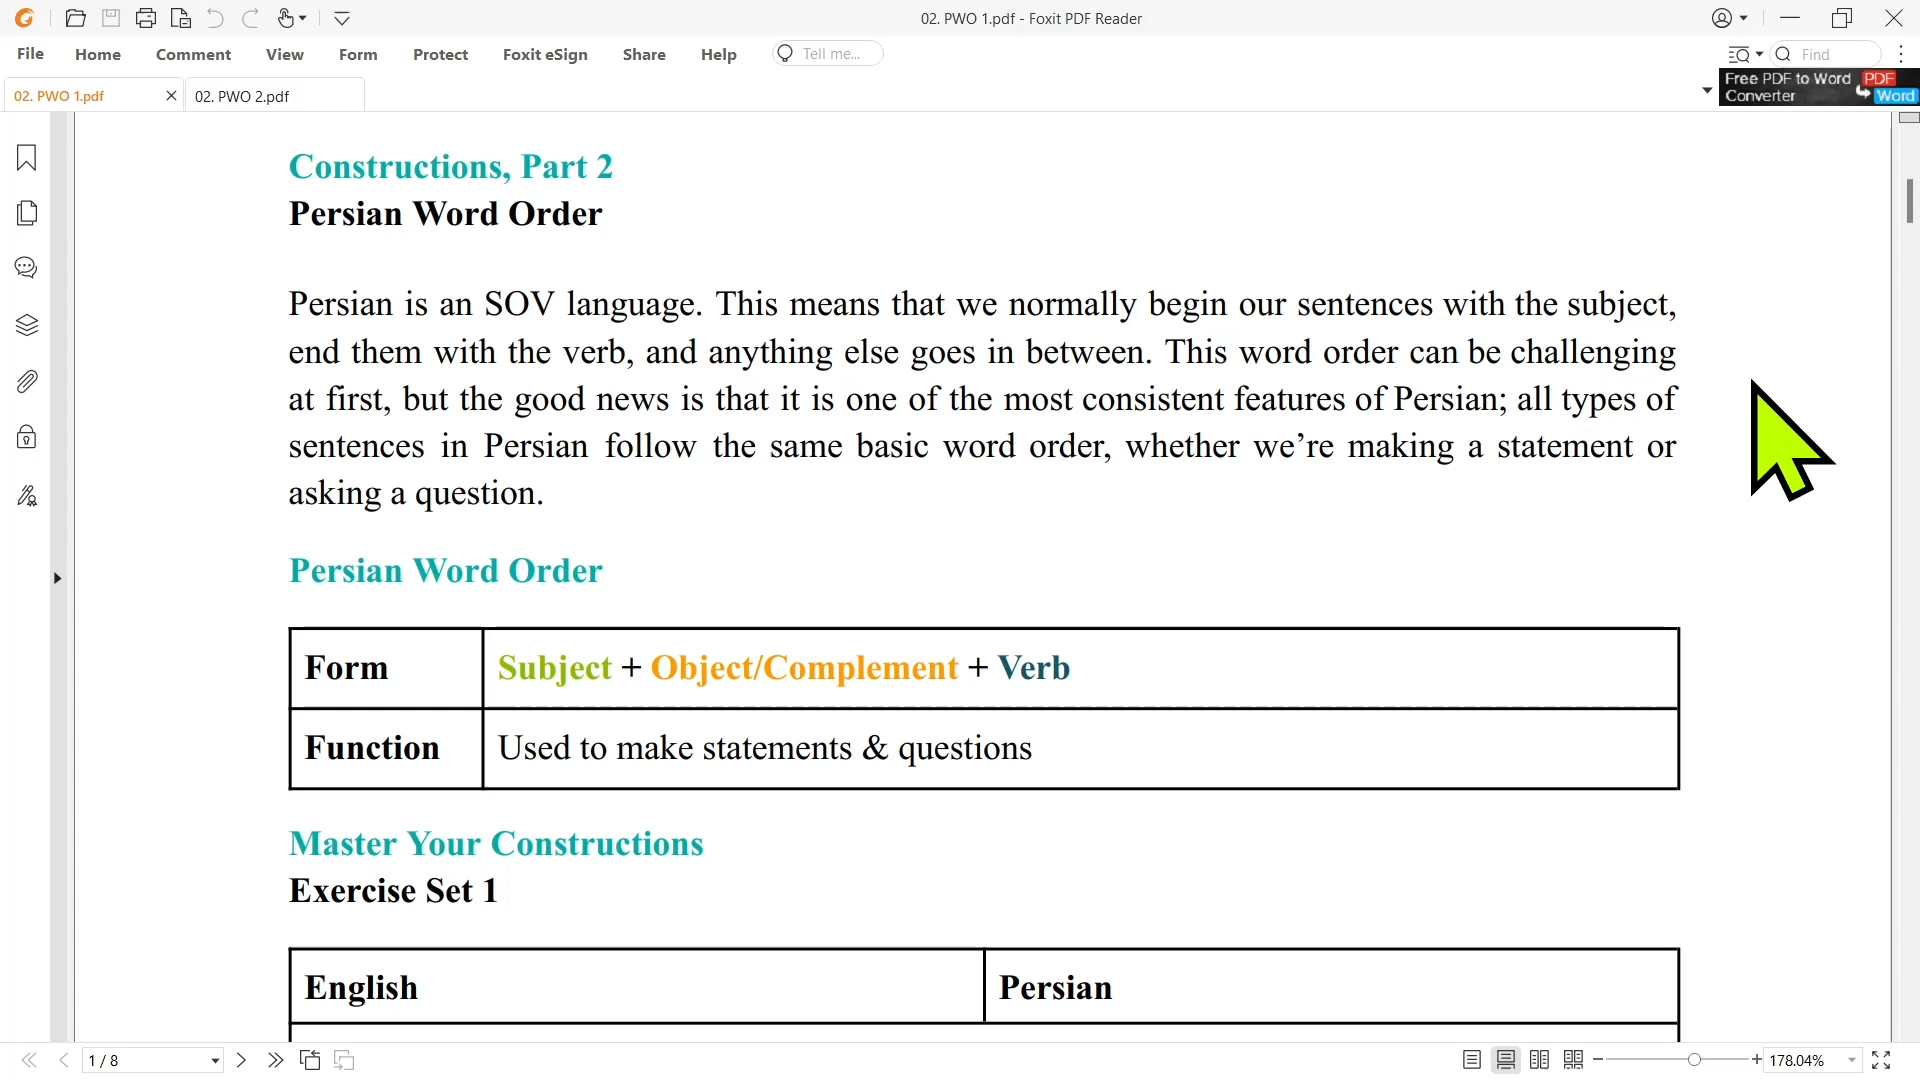 02. PWO 1.pdf - Foxit PDF Reader
File Home Comment View Form Protect Foxit eSign Share Help Tell me... Find
02. PWO 1.pdf 02. PWO 2.pdf
Free PDF to Word Converter PDF Word
Constructions, Part 2
Persian Word Order
Persian is an SOV language. This means that we normally begin our sentences with the subject,
end them with the verb, and anything else goes in between. This word order can be challenging
at first, but the good news is that it is one of the most consistent features of Persian; all types of
sentences in Persian follow the same basic word order, whether we’re making a statement or
asking a question.
Persian Word Order
Form Subject + Object/Complement + Verb
Function Used to make statements & questions
Master Your Constructions
Exercise Set 1
English Persian
1 / 8 178.04%